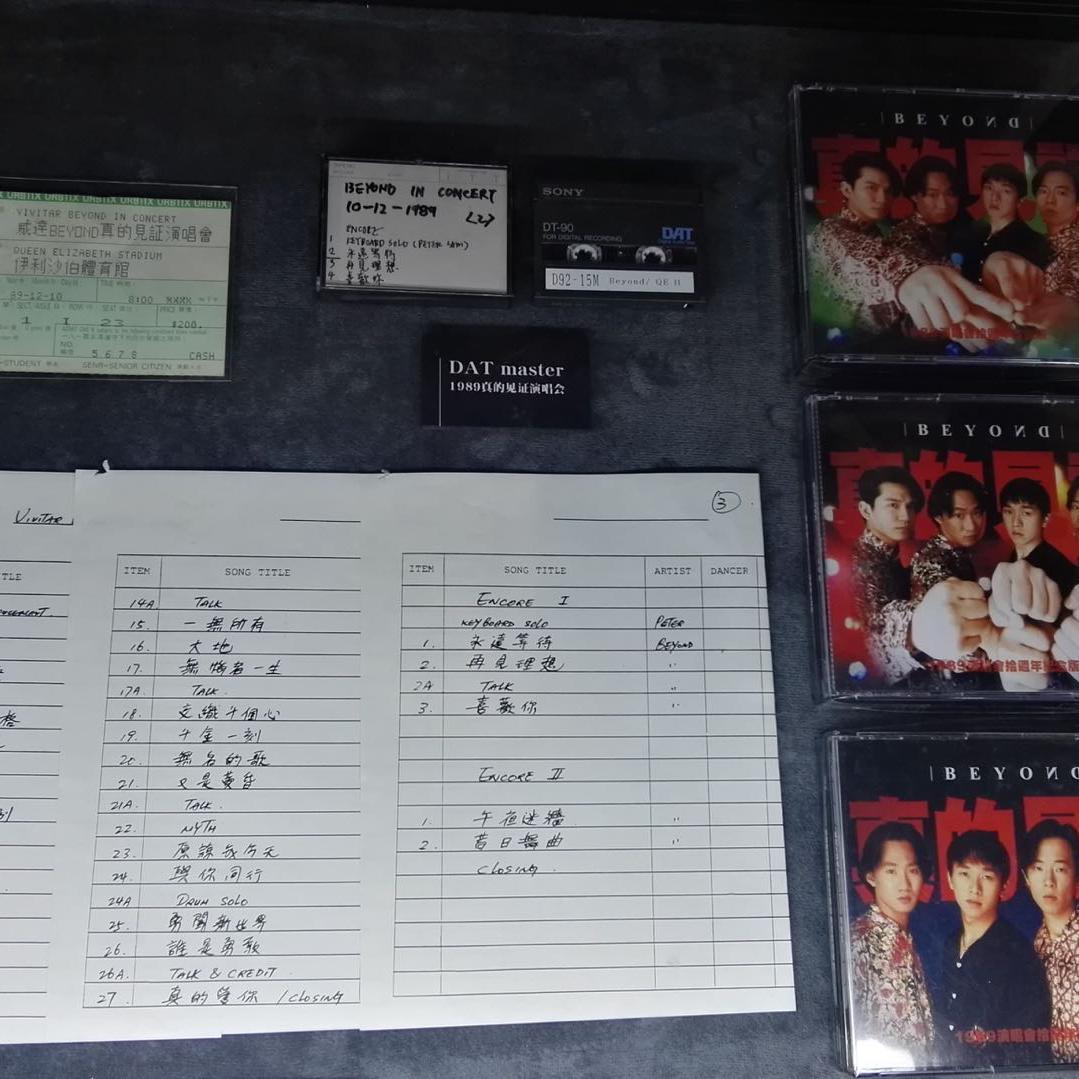 URBTIX URBTIX URBTIX URBTIX URBTIX
VIVITAR BEYOND IN CONCERT
威達BEYOND真的見証演唱會
QUEEN ELIZABETH STADIUM
伊利沙伯體育館
89-12-10
8:00
MXMX
1 I 23
$200.
NO.
5 6 7 8
CASH
-STUDENT
SENR-SENIOR CITIZEN
BEYOND IN CONCERT
10-12-1989
<2>
ENCORE
1 KEYBOARD SOLO (PETER SAM)
2 永遠等待
3 再見理想
4 喜歡你
SONY
DT-90
FOR DIGITAL RECORDING
DAT
D92-15M Beyond/ QE II
DAT master
1989真的见证演唱会
VIVITAR
TLE
ITEM SONG TITLE
14A TALK
15 一無所有
16. 大地
17. 無悔這一生
17A TALK.
18. 交織千個心
19. 千金一刻
20. 無名的歌
21. 又是黃昏
21A TALK.
22. MYTH
23. 原諒我今天
24. 與你同行
24A DRUM SOLO
25. 勇闖新世界
26. 誰是勇敢
26A. TALK & CREDIT
27. 真的愛你 /CLOSING
3
ITEM SONG TITLE ARTIST DANCER
ENCORE I
KEYBOARD SOLO PETER
1. 永遠等待 BEYOND
2. 再見理想 "
2A TALK "
3. 喜歡你 "
ENCORE II
1. 午夜迷牆 "
2. 昔日舞曲 "
CLOSING.
BEYOND
真的見証
BEYOND
真的見
1989演唱會拾週年紀念版
BEYOND
真的見
1989演唱會拾